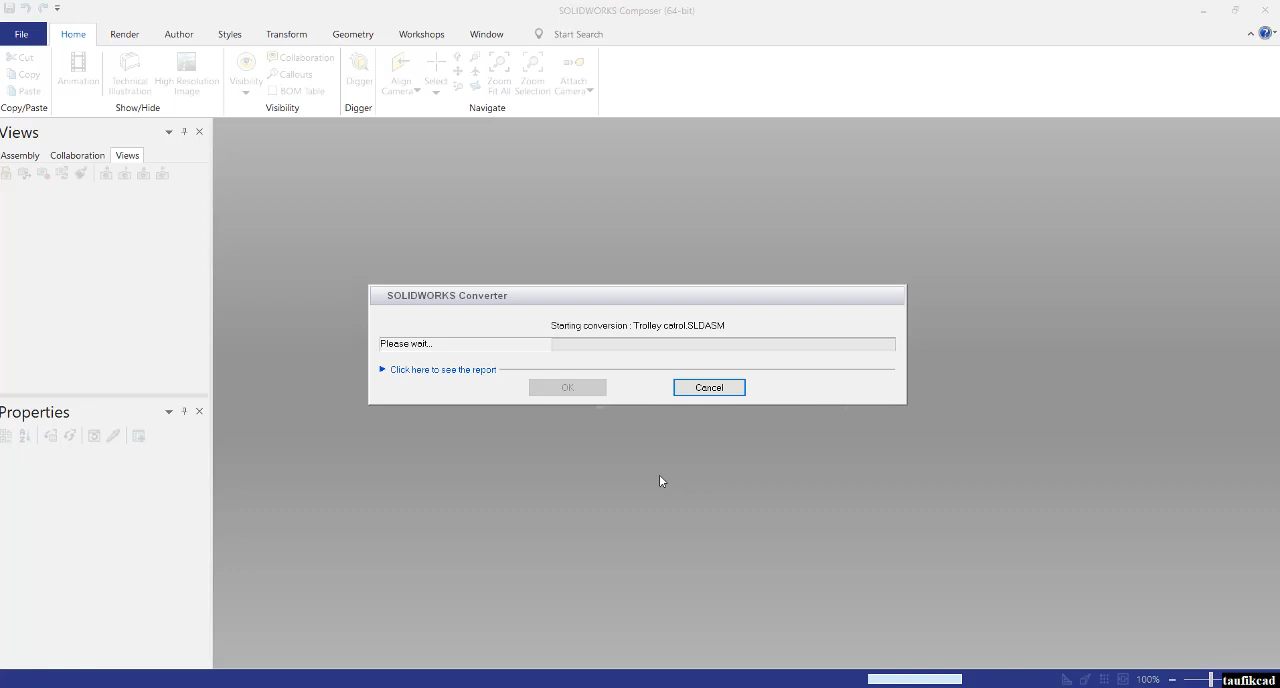 SOLIDWORKS Composer (64-bit)
File Home Render Author Styles Transform Geometry Workshops Window Start Search
Cut
Copy
Paste
Copy/Paste
Animation
Technical Illustration
High Resolution Image
Show/Hide
Visibility
Collaboration
Callouts
BOM Table
Visibility
Digger
Digger
Align Camera
Select
Zoom Fit All
Zoom Selection
Attach Camera
Navigate
Views
Assembly Collaboration Views
Properties
SOLIDWORKS Converter
Starting conversion : Trolley catrol.SLDASM
Please wait...
Click here to see the report
OK Cancel
100%
taufikcad